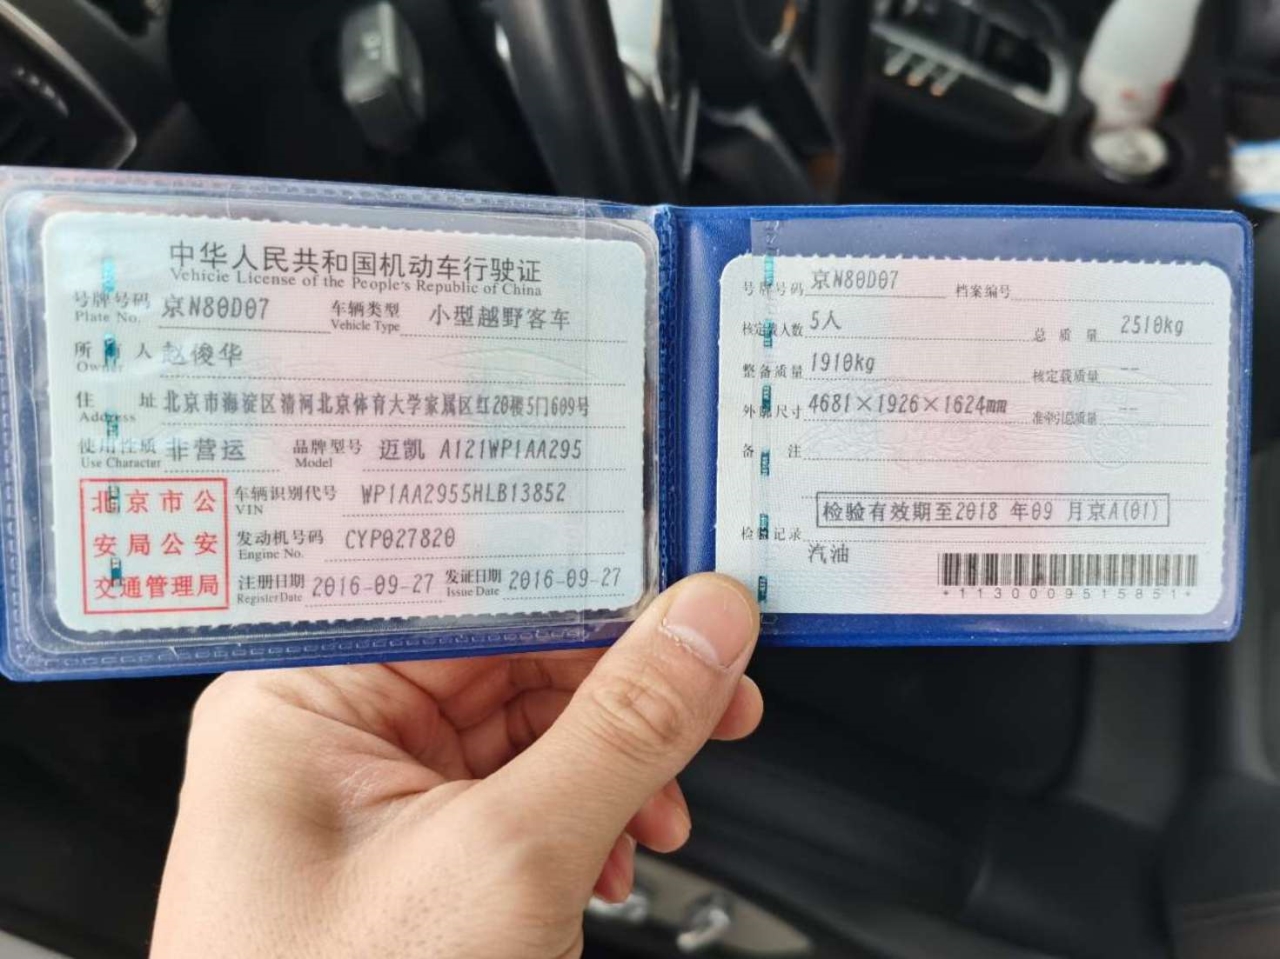 中华人民共和国机动车行驶证
Vehicle License of the People's Republic of China
号牌号码 京N80D07 车辆类型 小型越野客车
Plate No. Vehicle Type
所有人 赵俊华
Owner
住址 北京市海淀区清河北京体育大学家属区红20楼5门609号
Address
使用性质 非营运 品牌型号 迈凯 A121WP1AA295
Use Character Model
北京市公
安局公安
交通管理局
车辆识别代号 WP1AA2955HLB13852
VIN
发动机号码 CYP027820
Engine No.
注册日期 2016-09-27 发证日期 2016-09-27
Register Date Issue Date
号牌号码 京N80D07 档案编号
核定载人数 5人 总质量 2510kg
整备质量 1910kg 核定载质量 --
外廓尺寸 4681×1926×1624mm 准牵引总质量 --
备注
检验有效期至2018 年09 月京A(01)
检验记录
汽油
*1130009515851*